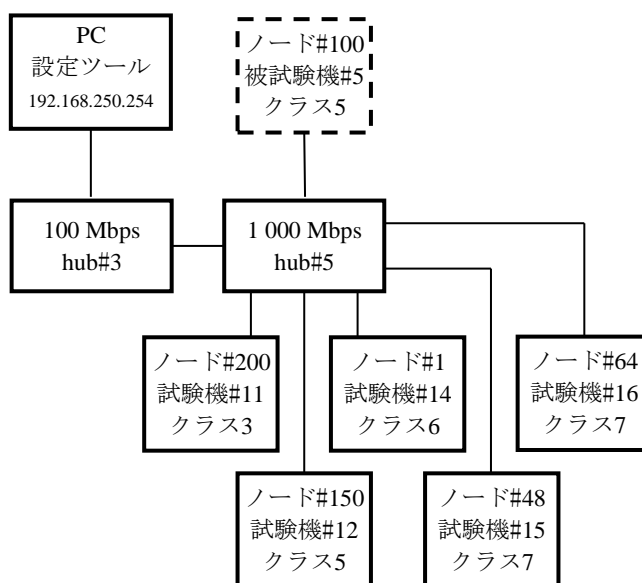 PC
設定ツール
192.168.250.254
ノード#100
被試験機#5
クラス5
100 Mbps
hub#3
1 000 Mbps
hub#5
ノード#200
試験機#11
クラス3
ノード#1
試験機#14
クラス6
ノード#64
試験機#16
クラス7
ノード#150
試験機#12
クラス5
ノード#48
試験機#15
クラス7